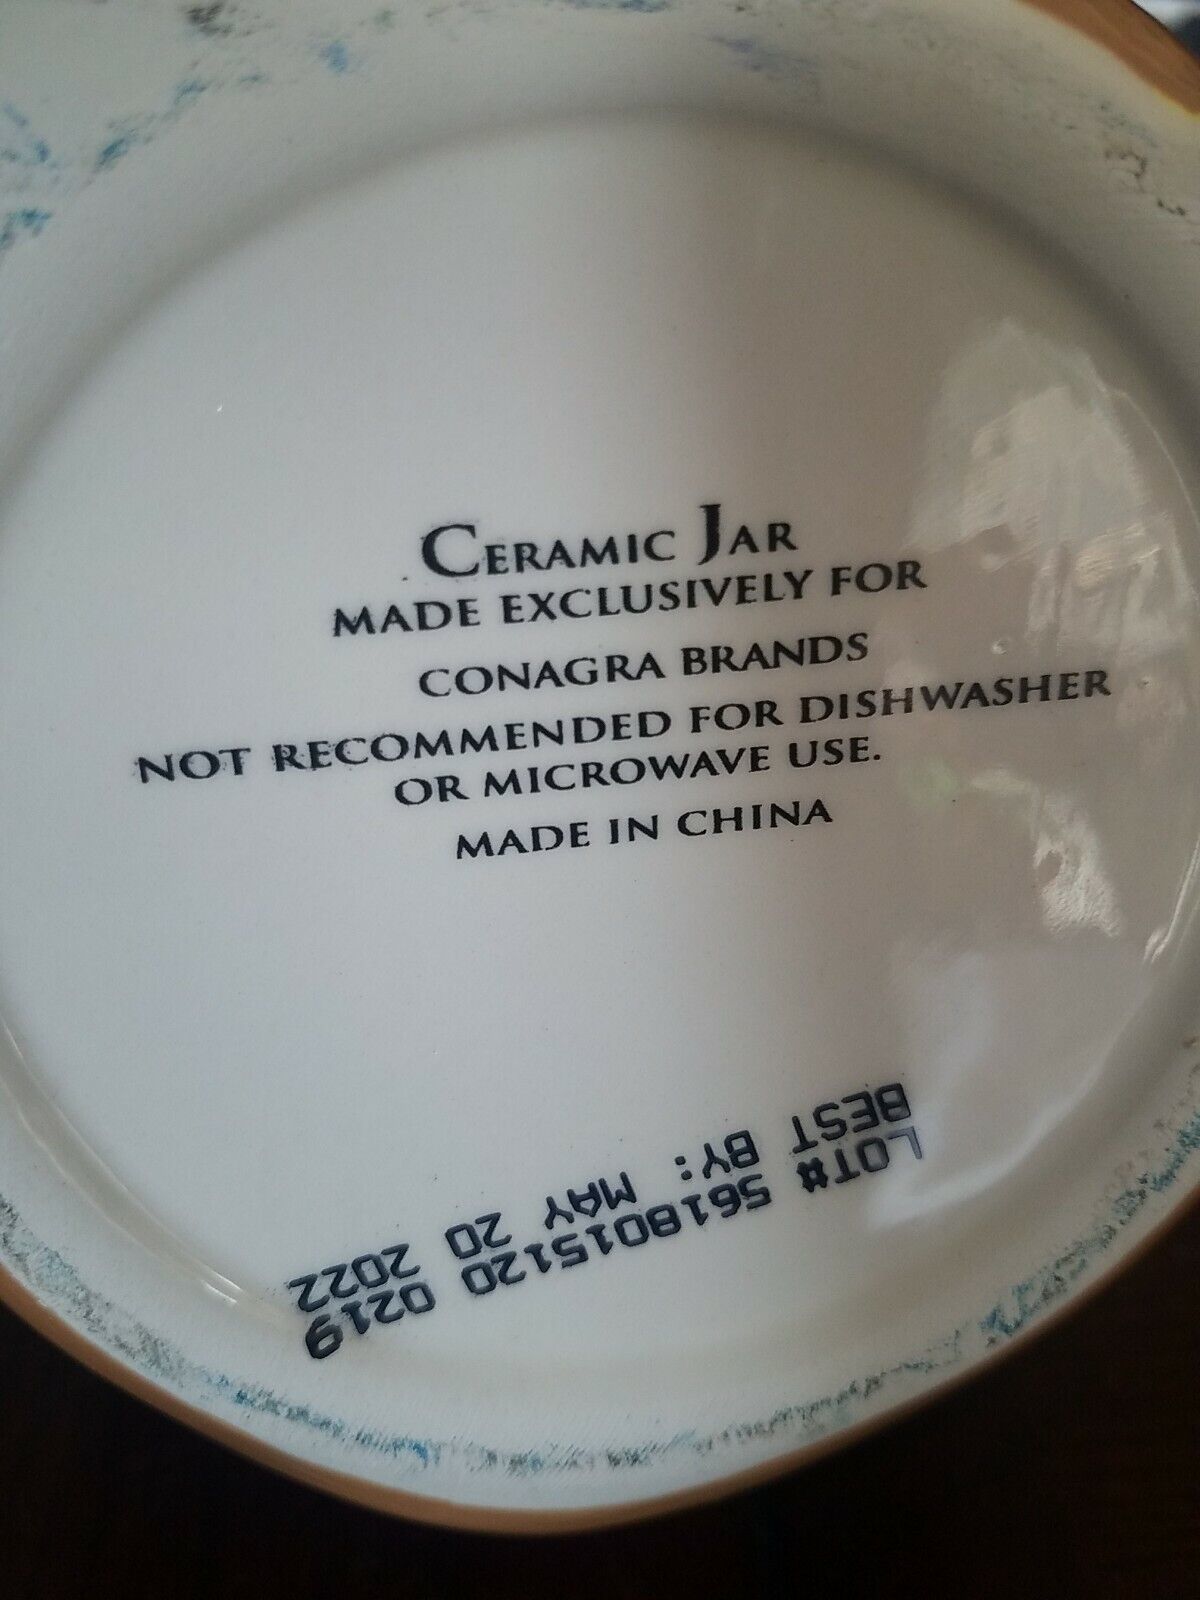 CERAMIC JAR
MADE EXCLUSIVELY FOR
CONAGRA BRANDS
NOT RECOMMENDED FOR DISHWASHER
OR MICROWAVE USE.
MADE IN CHINA
LOT# 5618015120 0219
BEST BY: MAY 20 2022